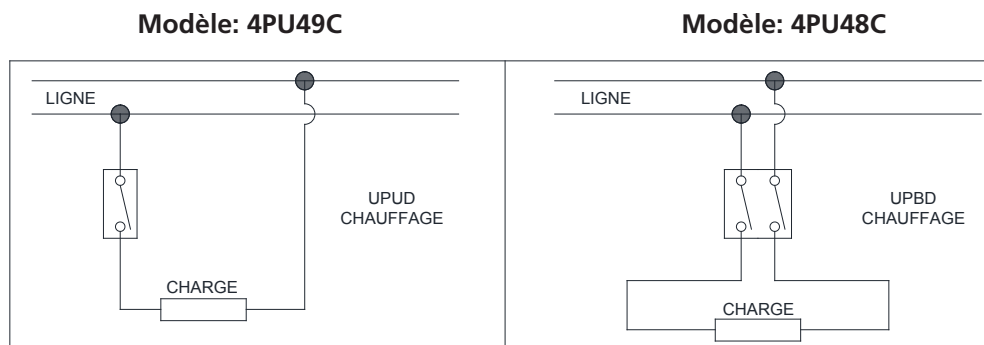 Modèle: 4PU49C
Modèle: 4PU48C
LIGNE
UPUD
CHAUFFAGE
CHARGE
LIGNE
UPBD
CHAUFFAGE
CHARGE